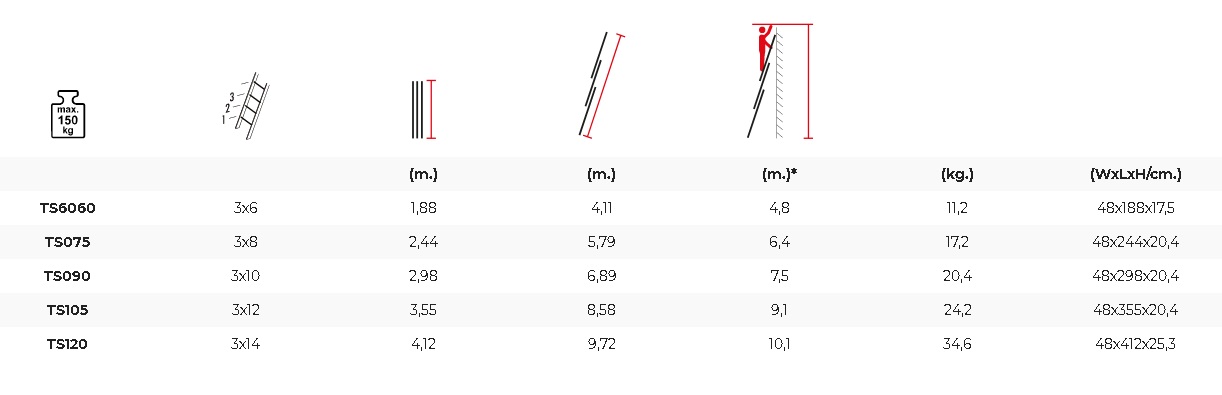 max.
150
kg
3
2
1
(m.) (m.) (m.)* (kg.) (WxLxH/cm.)
TS6060 3x6 1,88 4,11 4,8 11,2 48x188x17,5
TS075 3x8 2,44 5,79 6,4 17,2 48x244x20,4
TS090 3x10 2,98 6,89 7,5 20,4 48x298x20,4
TS105 3x12 3,55 8,58 9,1 24,2 48x355x20,4
TS120 3x14 4,12 9,72 10,1 34,6 48x412x25,3